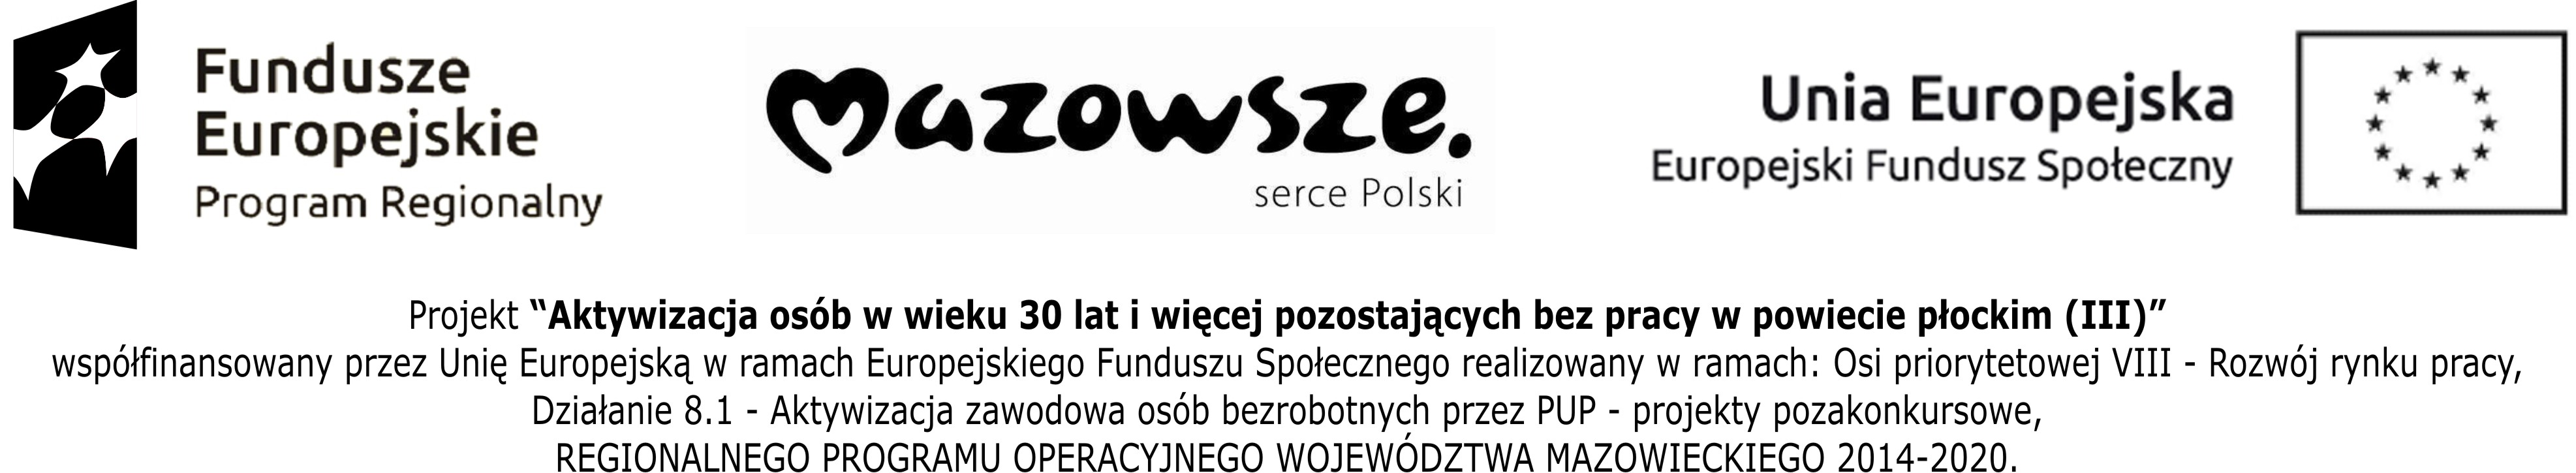 Fundusze
Europejskie
Program Regionalny
mazowsze.
serce Polski
Unia Europejska
Europejski Fundusz Społeczny
Projekt “Aktywizacja osób w wieku 30 lat i więcej pozostających bez pracy w powiecie płockim (III)”
współfinansowany przez Unię Europejską w ramach Europejskiego Funduszu Społecznego realizowany w ramach: Osi priorytetowej VIII - Rozwój rynku pracy,
Działanie 8.1 - Aktywizacja zawodowa osób bezrobotnych przez PUP - projekty pozakonkursowe,
REGIONALNEGO PROGRAMU OPERACYJNEGO WOJEWÓDZTWA MAZOWIECKIEGO 2014-2020.